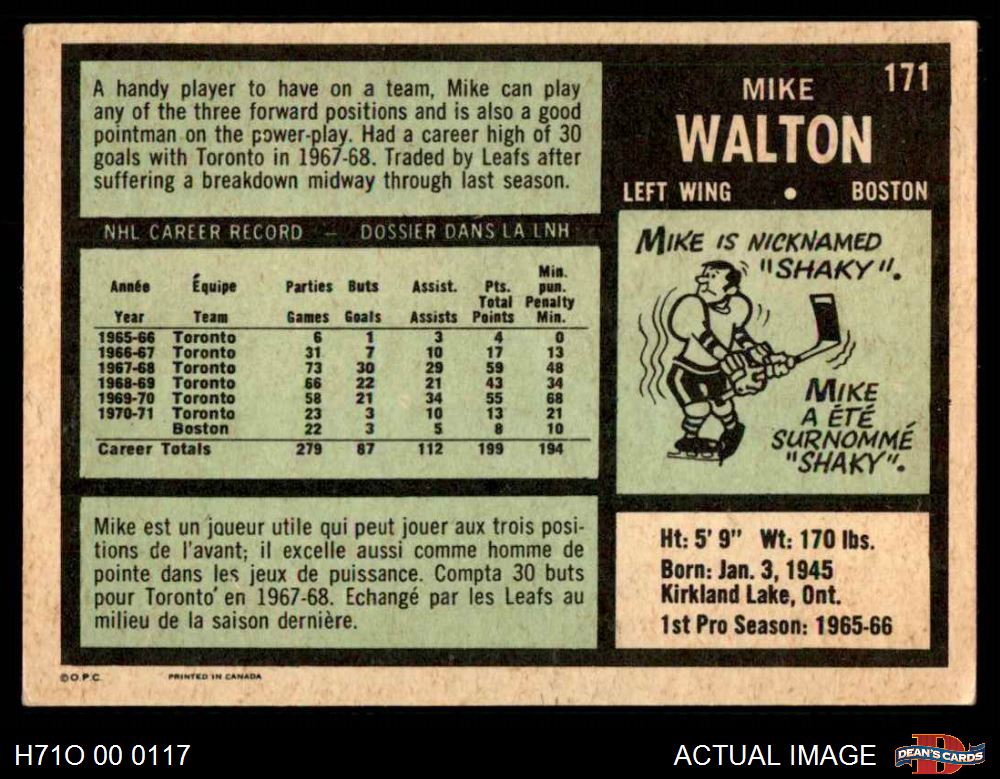 A handy player to have on a team, Mike can play
any of the three forward positions and is also a good
pointman on the power-play. Had a career high of 30
goals with Toronto in 1967-68. Traded by Leafs after
suffering a breakdown midway through last season.
171
MIKE
WALTON
LEFT WING • BOSTON
NHL CAREER RECORD — DOSSIER DANS LA LNH
Année Équipe Parties Buts Assist. Pts. Min. pun.
Year Team Games Goals Assists Total Points Penalty Min.
1965-66 Toronto 6 1 3 4 0
1966-67 Toronto 31 7 10 17 13
1967-68 Toronto 73 30 29 59 48
1968-69 Toronto 66 22 21 43 34
1969-70 Toronto 58 21 34 55 68
1970-71 Toronto 23 3 10 13 21
Boston 22 3 5 8 10
Career Totals 279 87 112 199 194
MIKE IS NICKNAMED
"SHAKY".
MIKE
A ÉTÉ
SURNOMMÉ
"SHAKY".
Mike est un joueur utile qui peut jouer aux trois posi-
tions de l'avant; il excelle aussi comme homme de
pointe dans les jeux de puissance. Compta 30 buts
pour Toronto en 1967-68. Echangé par les Leafs au
milieu de la saison dernière.
Ht: 5' 9" Wt: 170 lbs.
Born: Jan. 3, 1945
Kirkland Lake, Ont.
1st Pro Season: 1965-66
© O.P.C. PRINTED IN CANADA
H71O 00 0117
ACTUAL IMAGE
D
DEAN'S CARDS